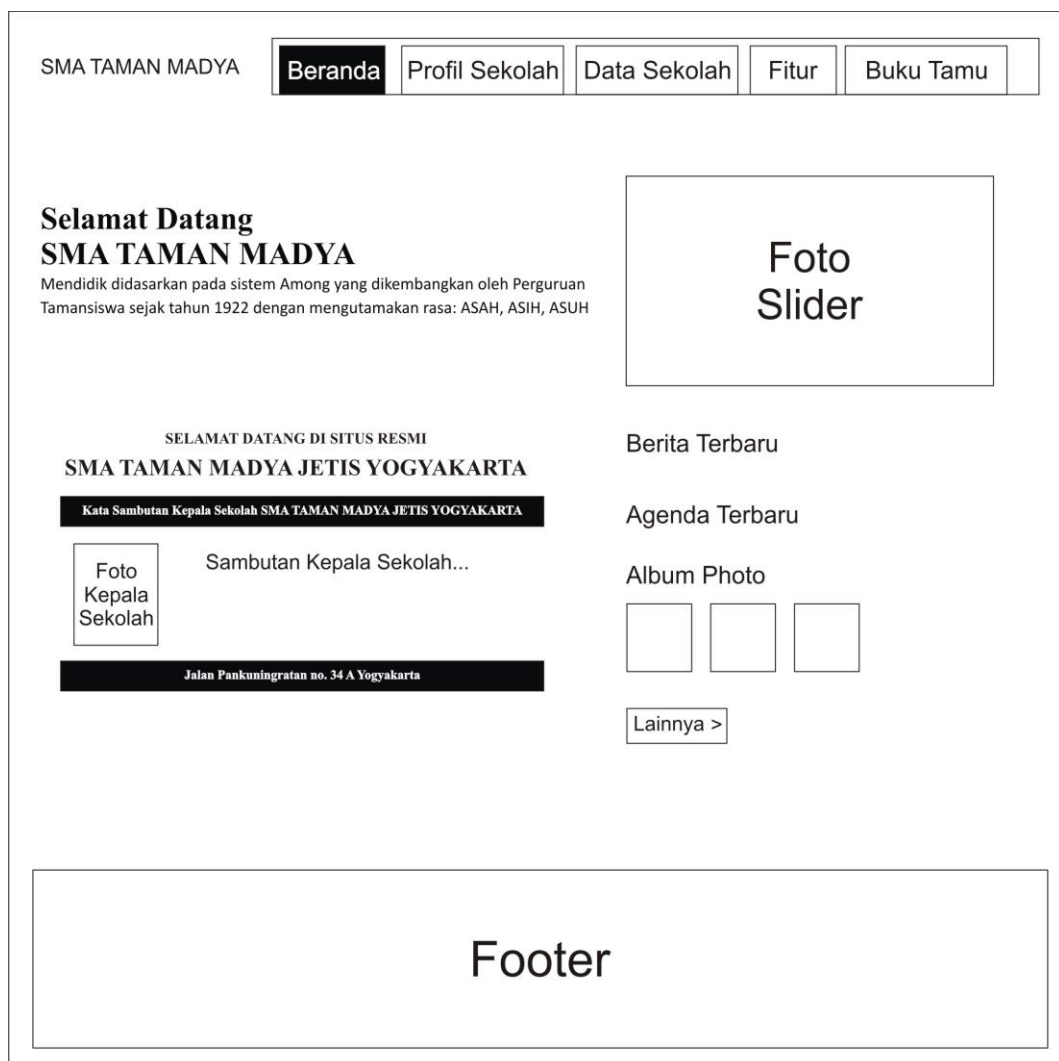 SMA TAMAN MADYA
Beranda
Profil Sekolah
Data Sekolah
Fitur
Buku Tamu
Selamat Datang
SMA TAMAN MADYA
Mendidik didasarkan pada sistem Among yang dikembangkan oleh Perguruan
Tamansiswa sejak tahun 1922 dengan mengutamakan rasa: ASAH, ASIH, ASUH
Foto
Slider
SELAMAT DATANG DI SITUS RESMI
SMA TAMAN MADYA JETIS YOGYAKARTA
Kata Sambutan Kepala Sekolah SMA TAMAN MADYA JETIS YOGYAKARTA
Foto
Kepala
Sekolah
Sambutan Kepala Sekolah...
Jalan Pankuningratan no. 34 A Yogyakarta
Berita Terbaru
Agenda Terbaru
Album Photo
Lainnya >
Footer